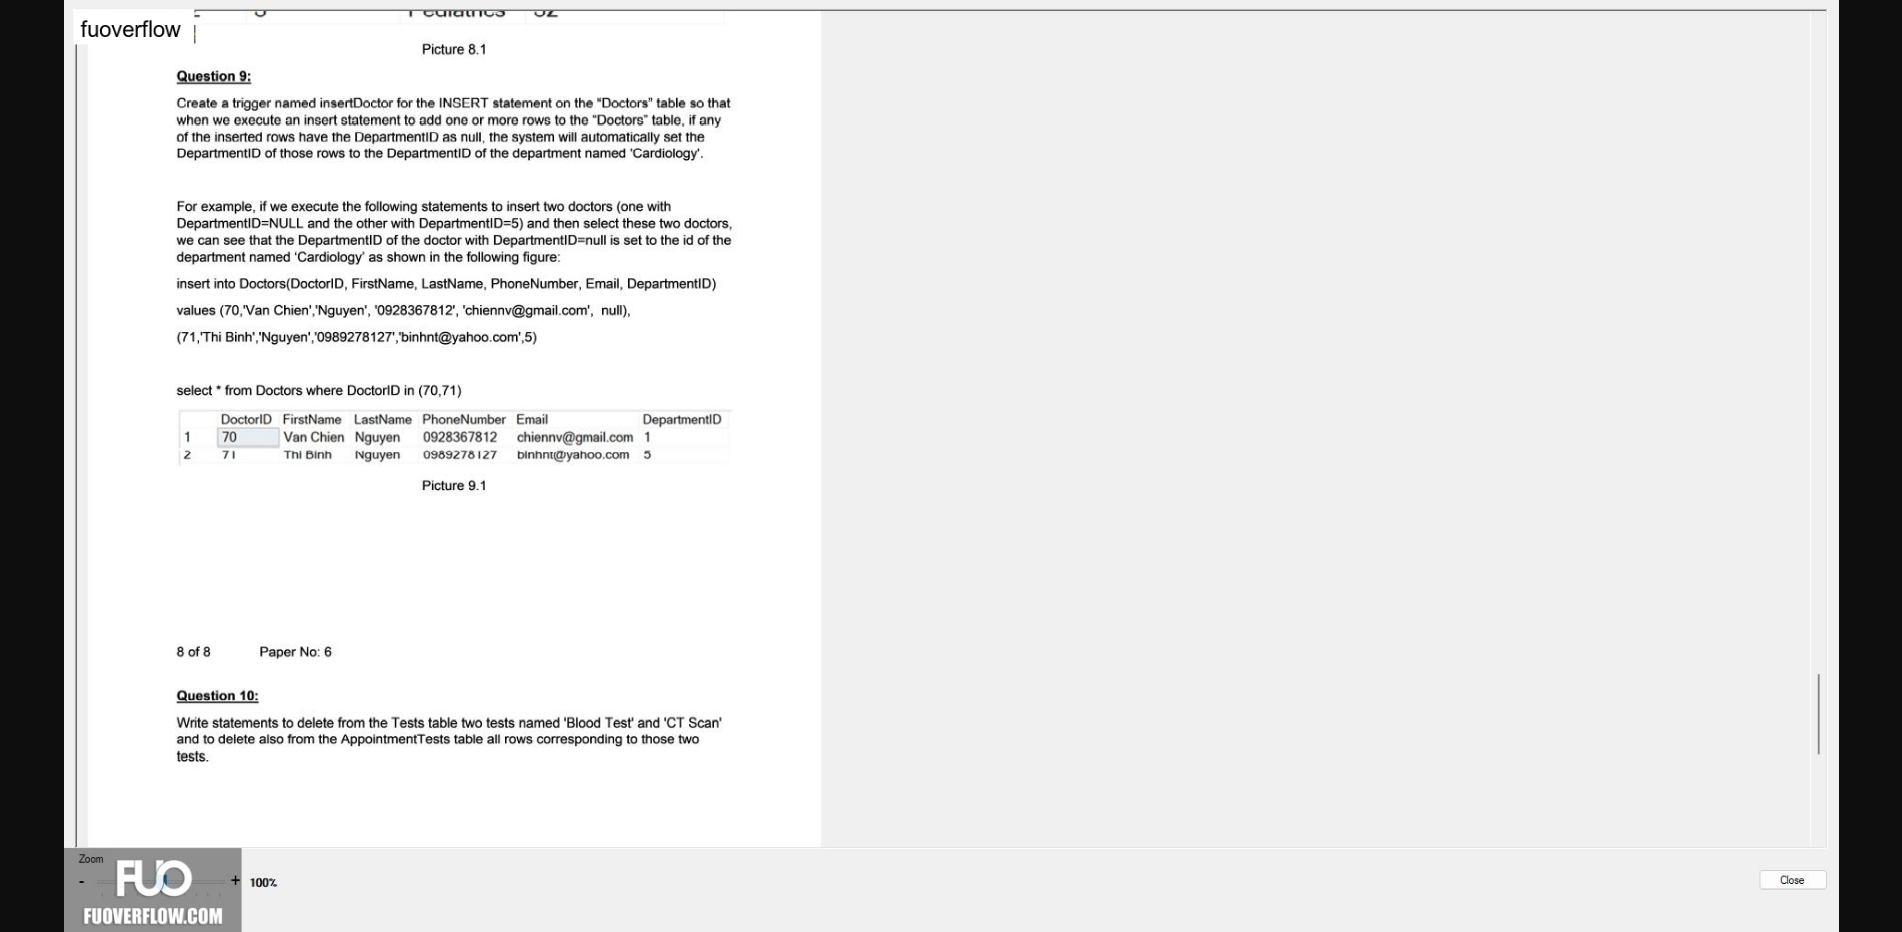 fuoverflow
Pediatrics 32
Picture 8.1
Question 9:
Create a trigger named insertDoctor for the INSERT statement on the "Doctors" table so that
when we execute an insert statement to add one or more rows to the "Doctors" table, if any
of the inserted rows have the DepartmentID as null, the system will automatically set the
DepartmentID of those rows to the DepartmentID of the department named 'Cardiology'.
For example, if we execute the following statements to insert two doctors (one with
DepartmentID=NULL and the other with DepartmentID=5) and then select these two doctors,
we can see that the DepartmentID of the doctor with DepartmentID=null is set to the id of the
department named ‘Cardiology’ as shown in the following figure:
insert into Doctors(DoctorID, FirstName, LastName, PhoneNumber, Email, DepartmentID)
values (70,'Van Chien','Nguyen', '0928367812', 'chiennv@gmail.com', null),
(71,'Thi Binh','Nguyen','0989278127','binhnt@yahoo.com',5)
select * from Doctors where DoctorID in (70,71)
DoctorID FirstName LastName PhoneNumber Email DepartmentID
1 70 Van Chien Nguyen 0928367812 chiennv@gmail.com 1
2 71 Thi Binh Nguyen 0989278127 binhnt@yahoo.com 5
Picture 9.1
8 of 8 Paper No: 6
Question 10:
Write statements to delete from the Tests table two tests named 'Blood Test' and 'CT Scan'
and to delete also from the AppointmentTests table all rows corresponding to those two
tests.
Zoom
- + 100%
Close
FUO
FUOVERFLOW.COM